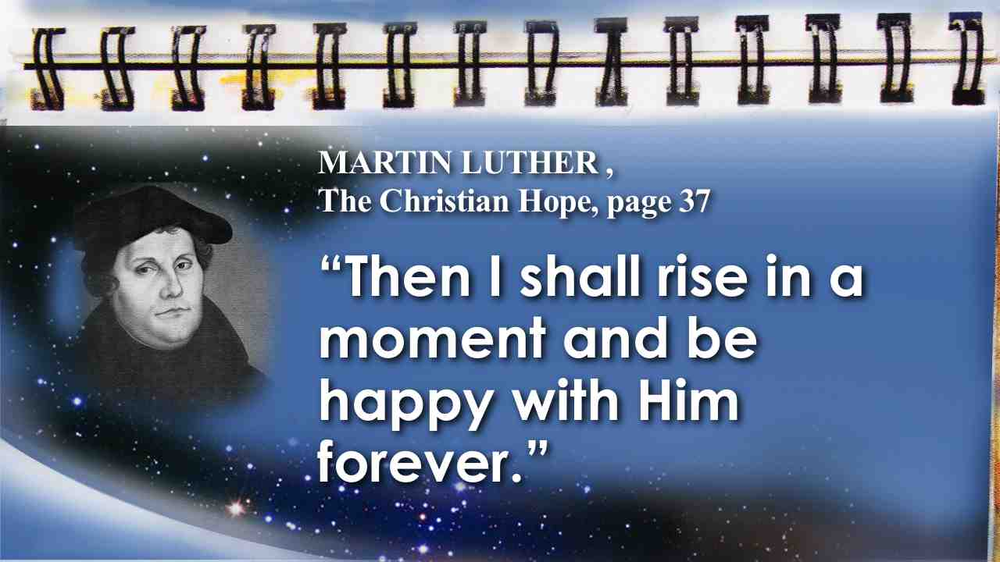 MARTIN LUTHER ,
The Christian Hope, page 37
“Then I shall rise in a
moment and be
happy with Him
forever.”